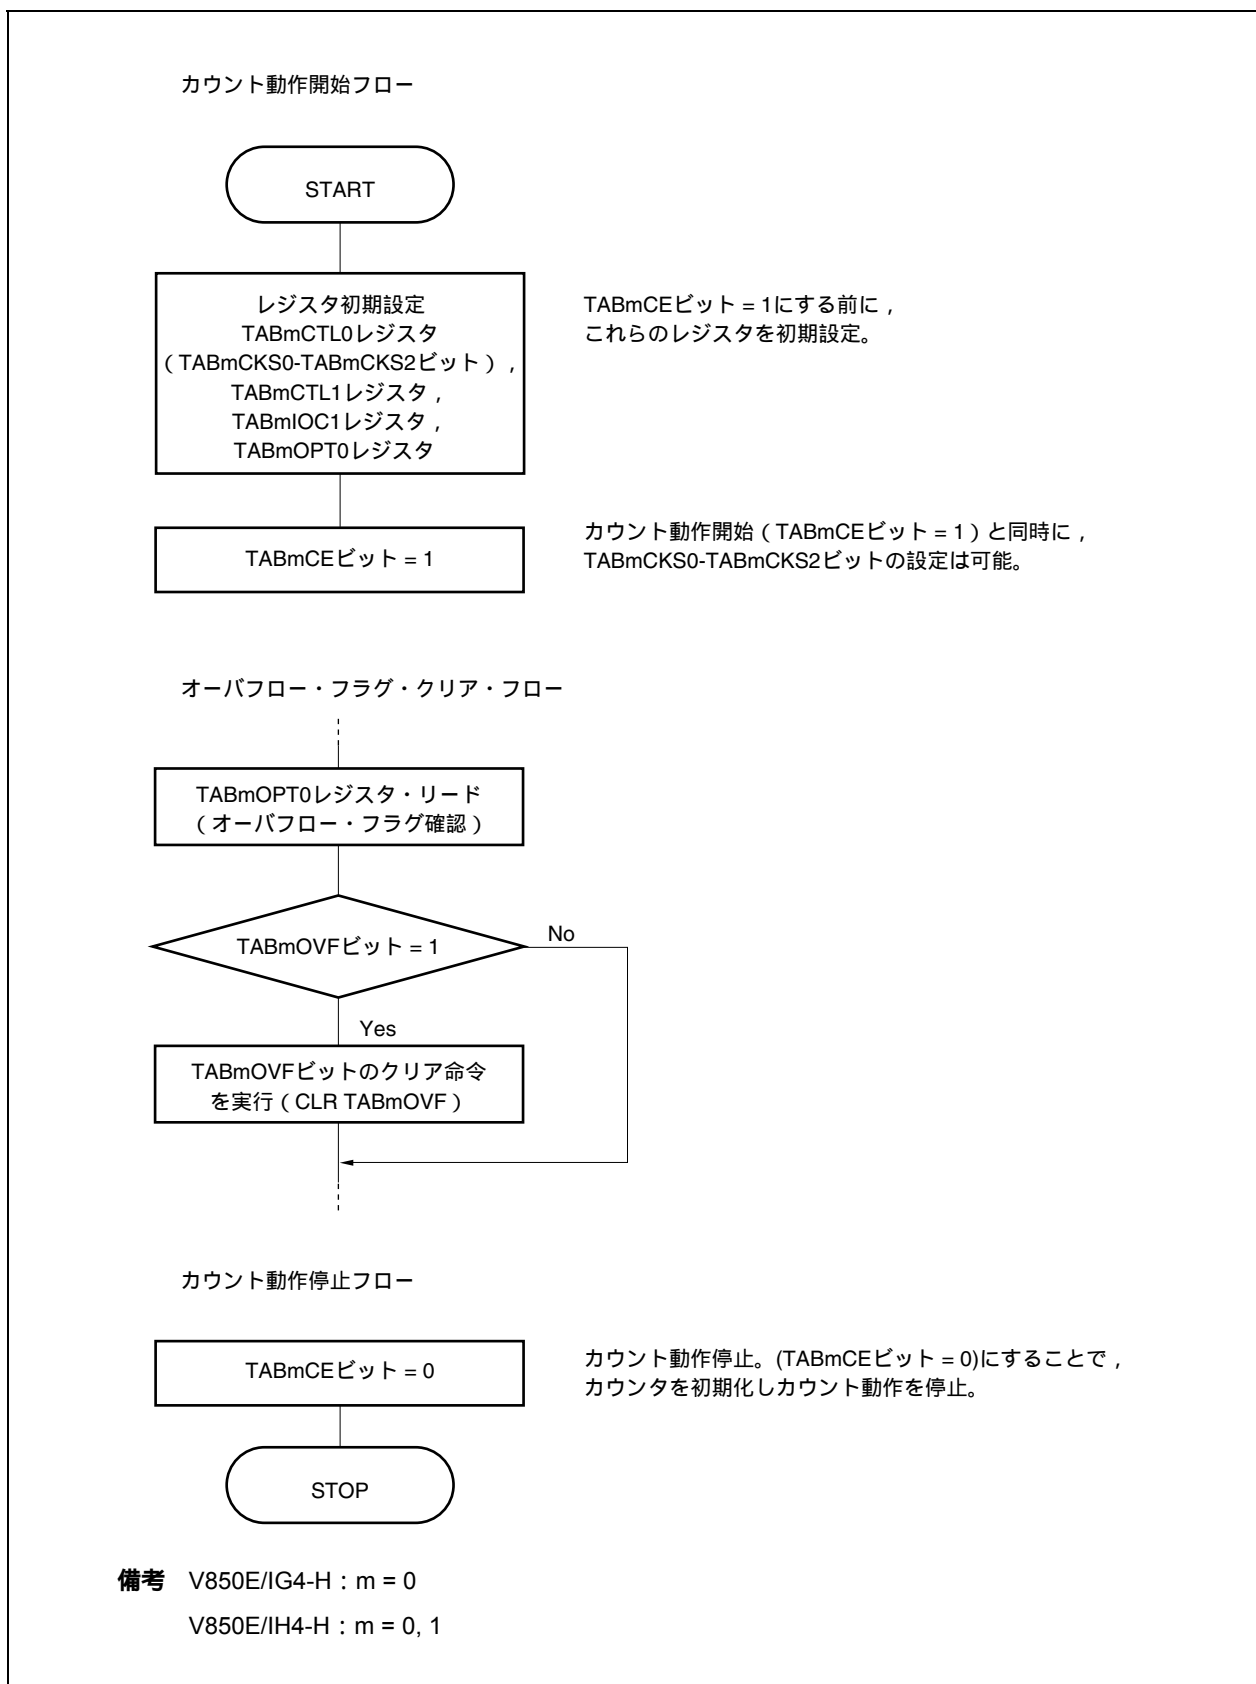 カウント動作開始フロー
START
レジスタ初期設定
TABmCTL0レジスタ
（TABmCKS0-TABmCKS2ビット），
TABmCTL1レジスタ，
TABmIOC1レジスタ，
TABmOPT0レジスタ
TABmCEビット = 1にする前に，
これらのレジスタを初期設定。
TABmCEビット = 1
カウント動作開始（TABmCEビット = 1）と同時に，
TABmCKS0-TABmCKS2ビットの設定は可能。
オーバフロー・フラグ・クリア・フロー
TABmOPT0レジスタ・リード
（オーバフロー・フラグ確認）
TABmOVFビット = 1
No
Yes
TABmOVFビットのクリア命令
を実行（CLR TABmOVF）
カウント動作停止フロー
TABmCEビット = 0
カウント動作停止。(TABmCEビット = 0)にすることで，
カウンタを初期化しカウント動作を停止。
STOP
備考 V850E/IG4-H：m = 0
V850E/IH4-H：m = 0, 1